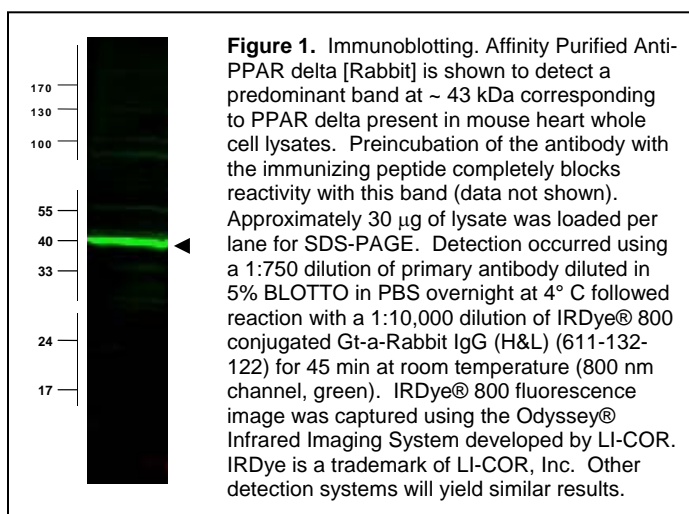 170
130
100
55
40
33
24
17
Figure 1. Immunoblotting. Affinity Purified Anti-
PPAR delta [Rabbit] is shown to detect a
predominant band at ~ 43 kDa corresponding
to PPAR delta present in mouse heart whole
cell lysates. Preincubation of the antibody with
the immunizing peptide completely blocks
reactivity with this band (data not shown).
Approximately 30 μg of lysate was loaded per
lane for SDS-PAGE. Detection occurred using
a 1:750 dilution of primary antibody diluted in
5% BLOTTO in PBS overnight at 4° C followed
reaction with a 1:10,000 dilution of IRDye® 800
conjugated Gt-a-Rabbit IgG (H&L) (611-132-
122) for 45 min at room temperature (800 nm
channel, green). IRDye® 800 fluorescence
image was captured using the Odyssey®
Infrared Imaging System developed by LI-COR.
IRDye is a trademark of LI-COR, Inc. Other
detection systems will yield similar results.